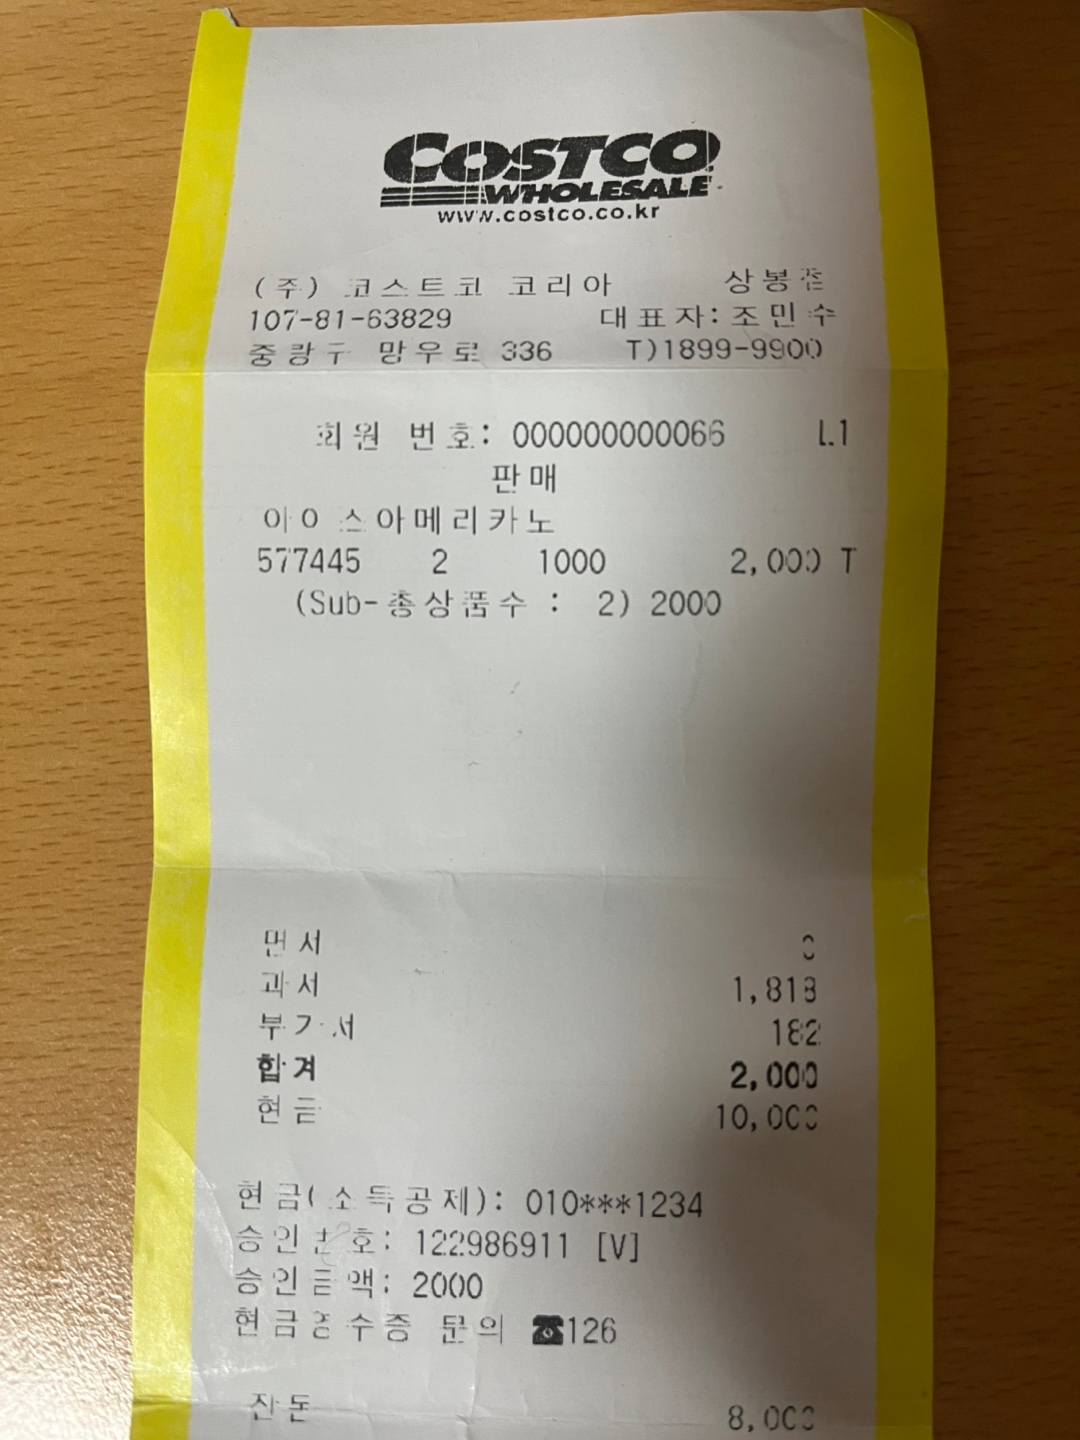 COSTCO
WHOLESALE
www.costco.co.kr
(주) 코스트코 코리아 상봉점
107-81-63829 대표자: 조민수
중랑구 망우로 336 T)1899-9900
회원 번호: 000000000066 L1
판매
아이스아메리카노
577445 2 1000 2,000 T
(Sub-총상품수 : 2) 2000
면세 0
과세 1,818
부가세 182
합계 2,000
현금 10,000
현금(소득공제): 010***1234
승인번호: 122986911 [V]
승인금액: 2000
현금영수증 문의 ☎126
잔돈 8,000